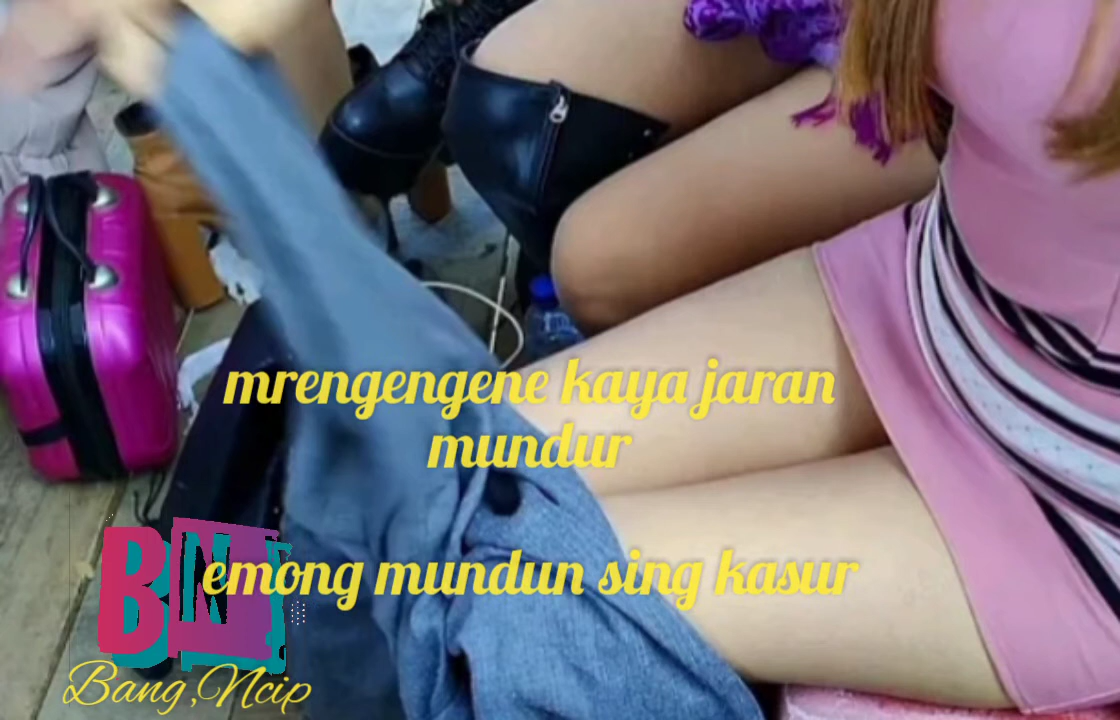 mrengengene kaya jaran
mundur
emong mundun sing kasur
BN
Bang,Ncip